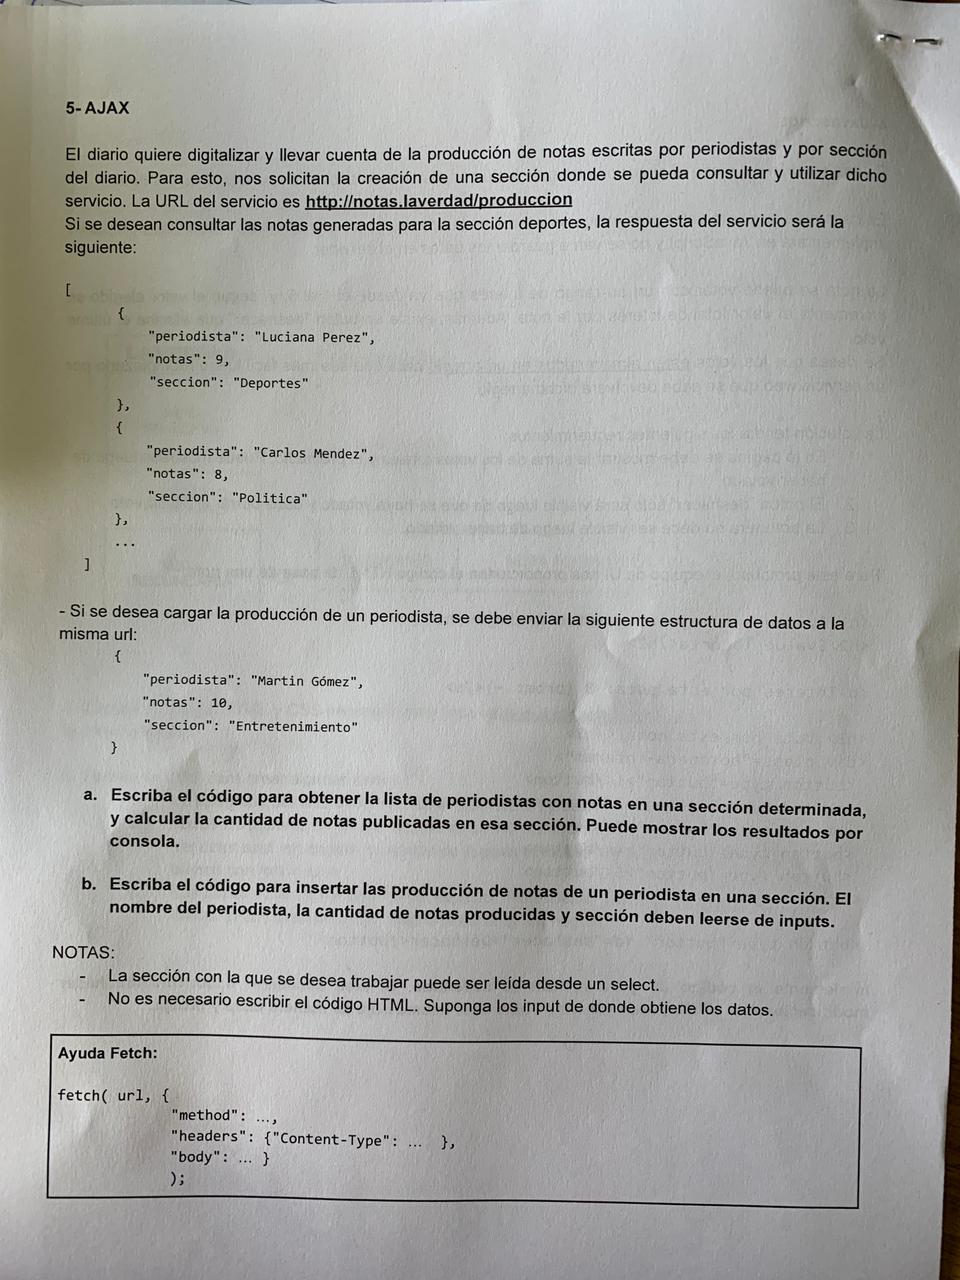 5- AJAX
El diario quiere digitalizar y llevar cuenta de la producción de notas escritas por periodistas y por sección
del diario. Para esto, nos solicitan la creación de una sección donde se pueda consultar y utilizar dicho
servicio. La URL del servicio es http://notas.laverdad/produccion
Si se desean consultar las notas generadas para la sección deportes, la respuesta del servicio será la
siguiente:
[
{
"periodista": "Luciana Perez",
"notas": 9,
"seccion": "Deportes"
},
{
"periodista": "Carlos Mendez",
"notas": 8,
"seccion": "Politica"
},
...
]
- Si se desea cargar la producción de un periodista, se debe enviar la siguiente estructura de datos a la
misma url:
{
"periodista": "Martin Gómez",
"notas": 10,
"seccion": "Entretenimiento"
}
a. Escriba el código para obtener la lista de periodistas con notas en una sección determinada,
y calcular la cantidad de notas publicadas en esa sección. Puede mostrar los resultados por
consola.
b. Escriba el código para insertar las producción de notas de un periodista en una sección. El
nombre del periodista, la cantidad de notas producidas y sección deben leerse de inputs.
NOTAS:
- La sección con la que se desea trabajar puede ser leída desde un select.
- No es necesario escribir el código HTML. Suponga los input de donde obtiene los datos.
Ayuda Fetch:
fetch( url, {
"method": ...,
"headers": {"Content-Type": ... },
"body": ... }
);